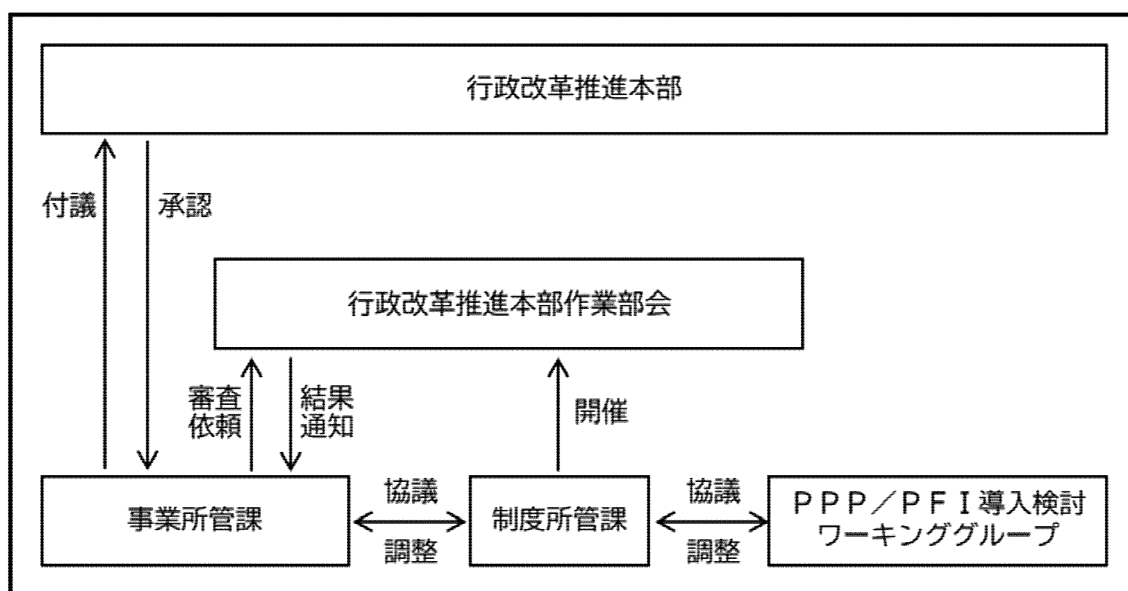 行政改革推進本部
付議
承認
行政改革推進本部作業部会
審査
依頼
結果
通知
開催
事業所管課
協議
調整
制度所管課
協議
調整
ＰＰＰ／ＰＦＩ導入検討
ワーキンググループ